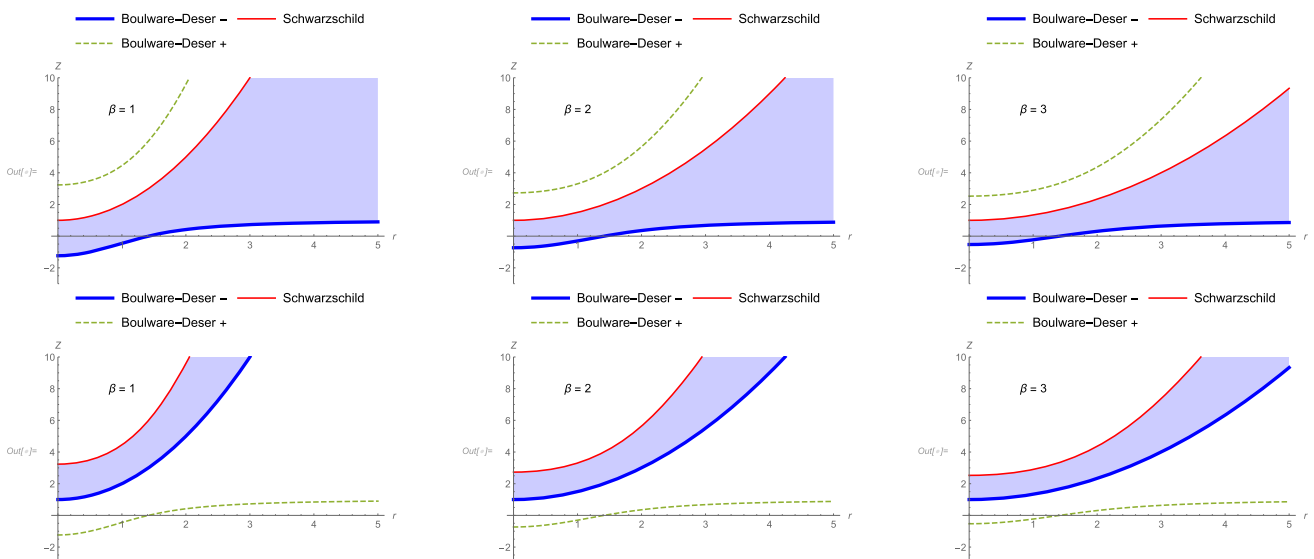 Boulware–Deser – Schwarzschild
Boulware–Deser +
Z
10
8
6
4
2
-2
β = 1
Out[∘]=
1 2 3 4 5 r
Boulware–Deser – Schwarzschild
Boulware–Deser +
Z
10
8
6
4
2
-2
β = 2
Out[∘]=
1 2 3 4 5 r
Boulware–Deser – Schwarzschild
Boulware–Deser +
Z
10
8
6
4
2
-2
β = 3
Out[∘]=
1 2 3 4 5 r
Boulware–Deser – Schwarzschild
Boulware–Deser +
Z
10
8
6
4
2
-2
β = 1
Out[∘]=
1 2 3 4 5 r
Boulware–Deser – Schwarzschild
Boulware–Deser +
Z
10
8
6
4
2
-2
β = 2
Out[∘]=
1 2 3 4 5 r
Boulware–Deser – Schwarzschild
Boulware–Deser +
Z
10
8
6
4
2
-2
β = 3
Out[∘]=
1 2 3 4 5 r